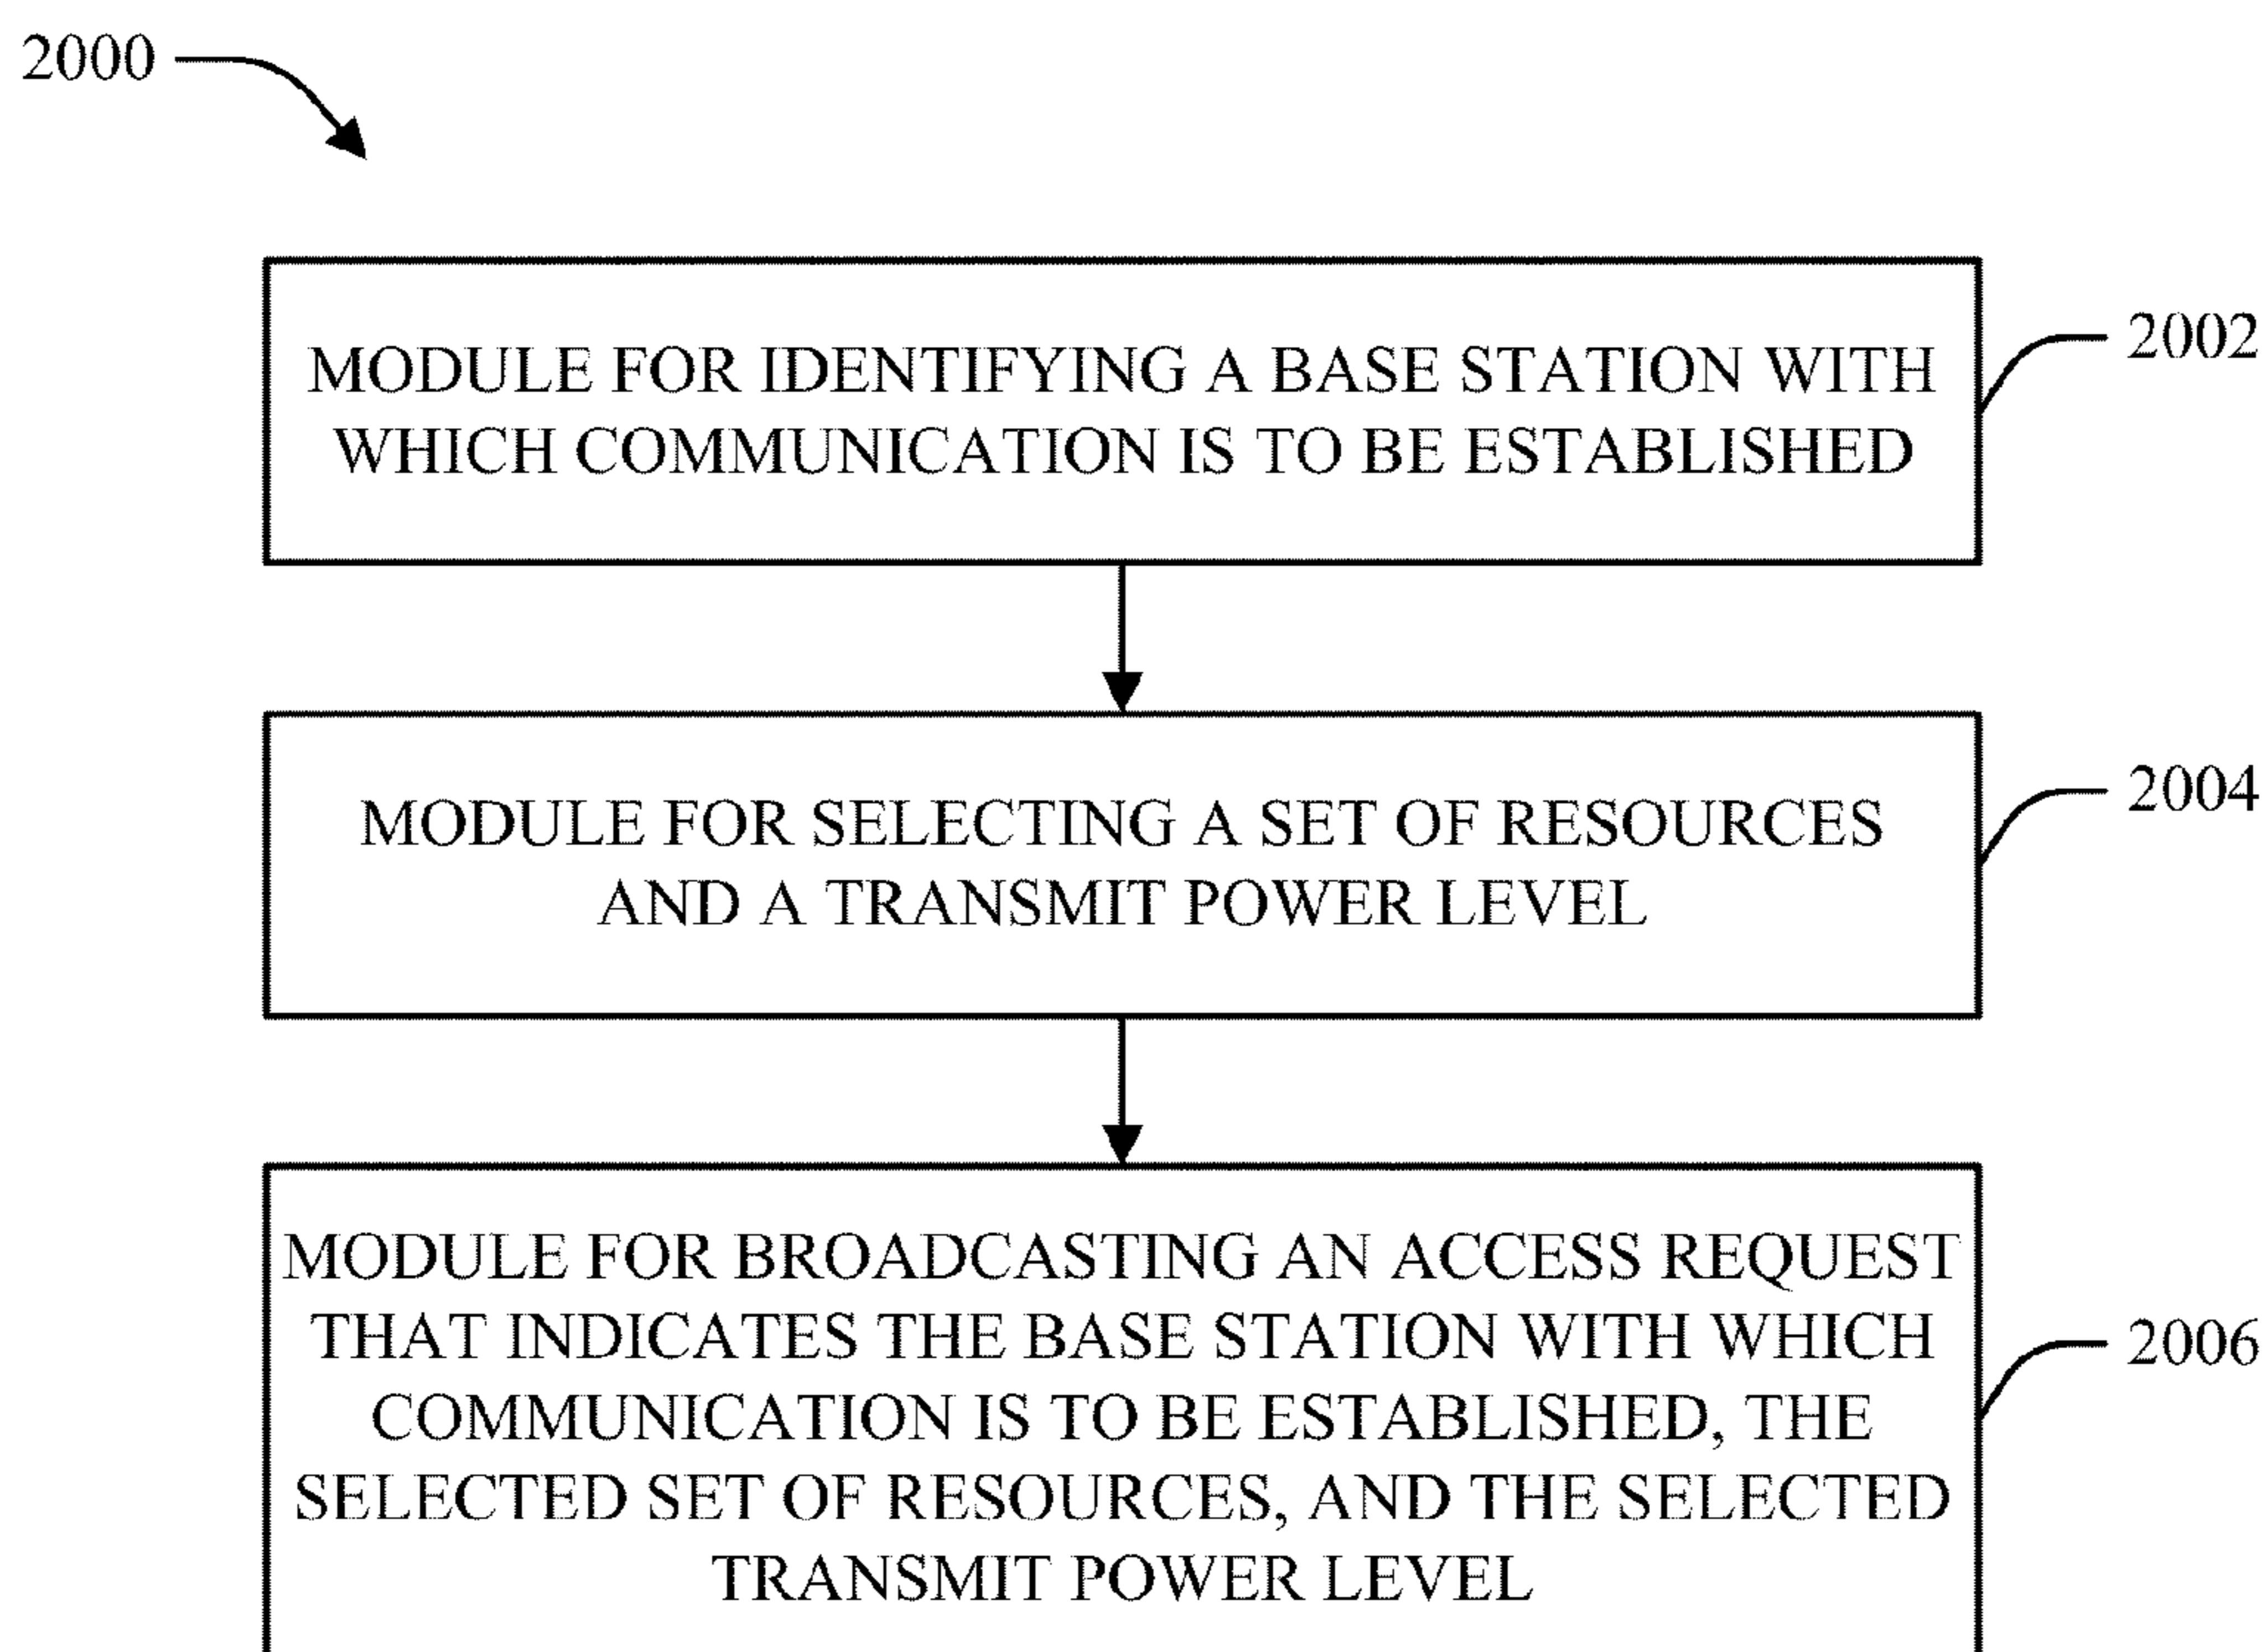 2000
MODULE FOR IDENTIFYING A BASE STATION WITH
WHICH COMMUNICATION IS TO BE ESTABLISHED
2002
MODULE FOR SELECTING A SET OF RESOURCES
AND A TRANSMIT POWER LEVEL
2004
MODULE FOR BROADCASTING AN ACCESS REQUEST
THAT INDICATES THE BASE STATION WITH WHICH
COMMUNICATION IS TO BE ESTABLISHED, THE
SELECTED SET OF RESOURCES, AND THE SELECTED
TRANSMIT POWER LEVEL
2006